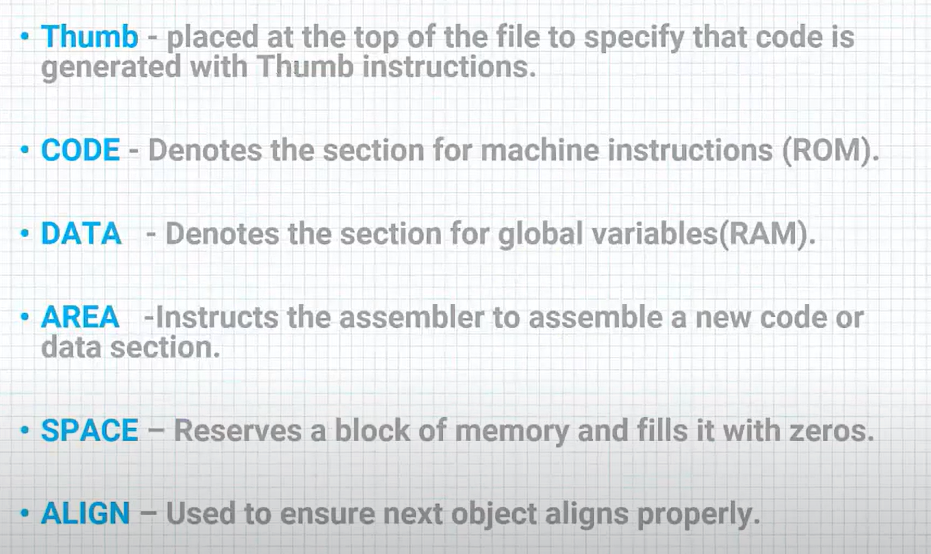 • Thumb - placed at the top of the file to specify that code is
generated with Thumb instructions.
• CODE - Denotes the section for machine instructions (ROM).
• DATA - Denotes the section for global variables(RAM).
• AREA -Instructs the assembler to assemble a new code or
data section.
• SPACE – Reserves a block of memory and fills it with zeros.
• ALIGN – Used to ensure next object aligns properly.